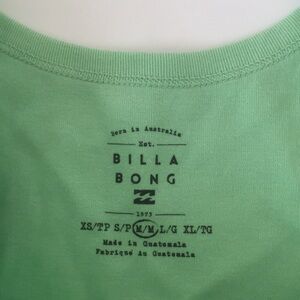 Born in Australia
Est.
BILLA
BONG
1973
XS/TP S/P M/M L/G XL/TG
Made in Guatemala
Fabriqué Au Guatemala